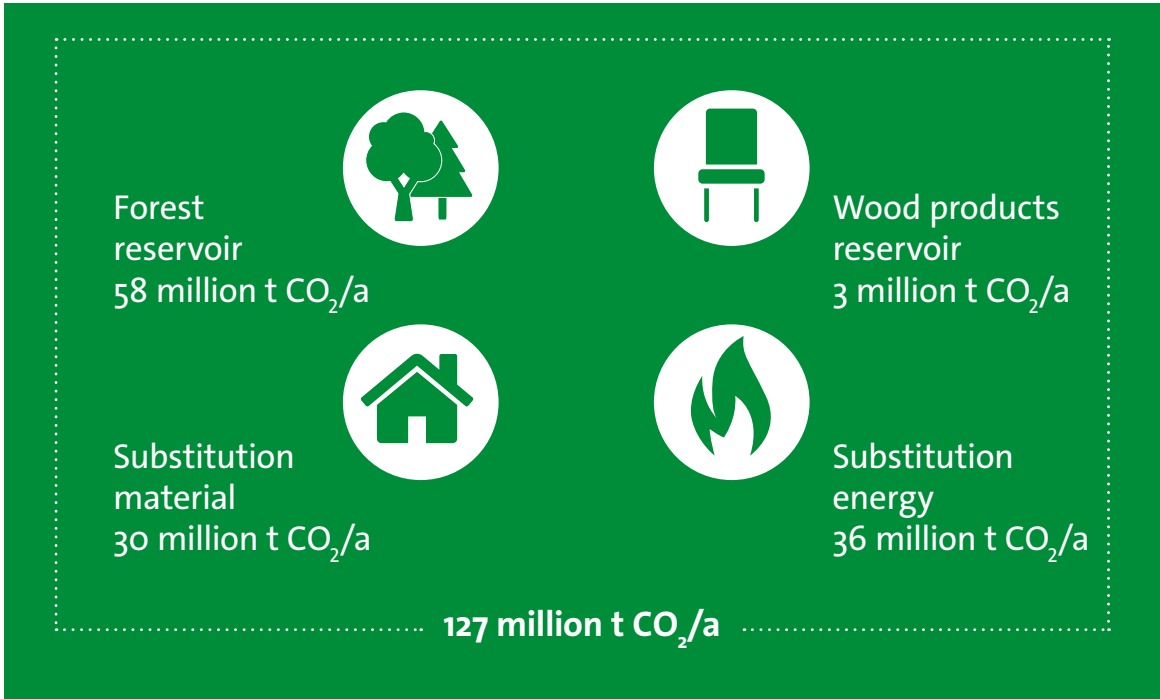 Forest
reservoir
58 million t CO₂/a
Wood products
reservoir
3 million t CO₂/a
Substitution
material
30 million t CO₂/a
Substitution
energy
36 million t CO₂/a
127 million t CO₂/a